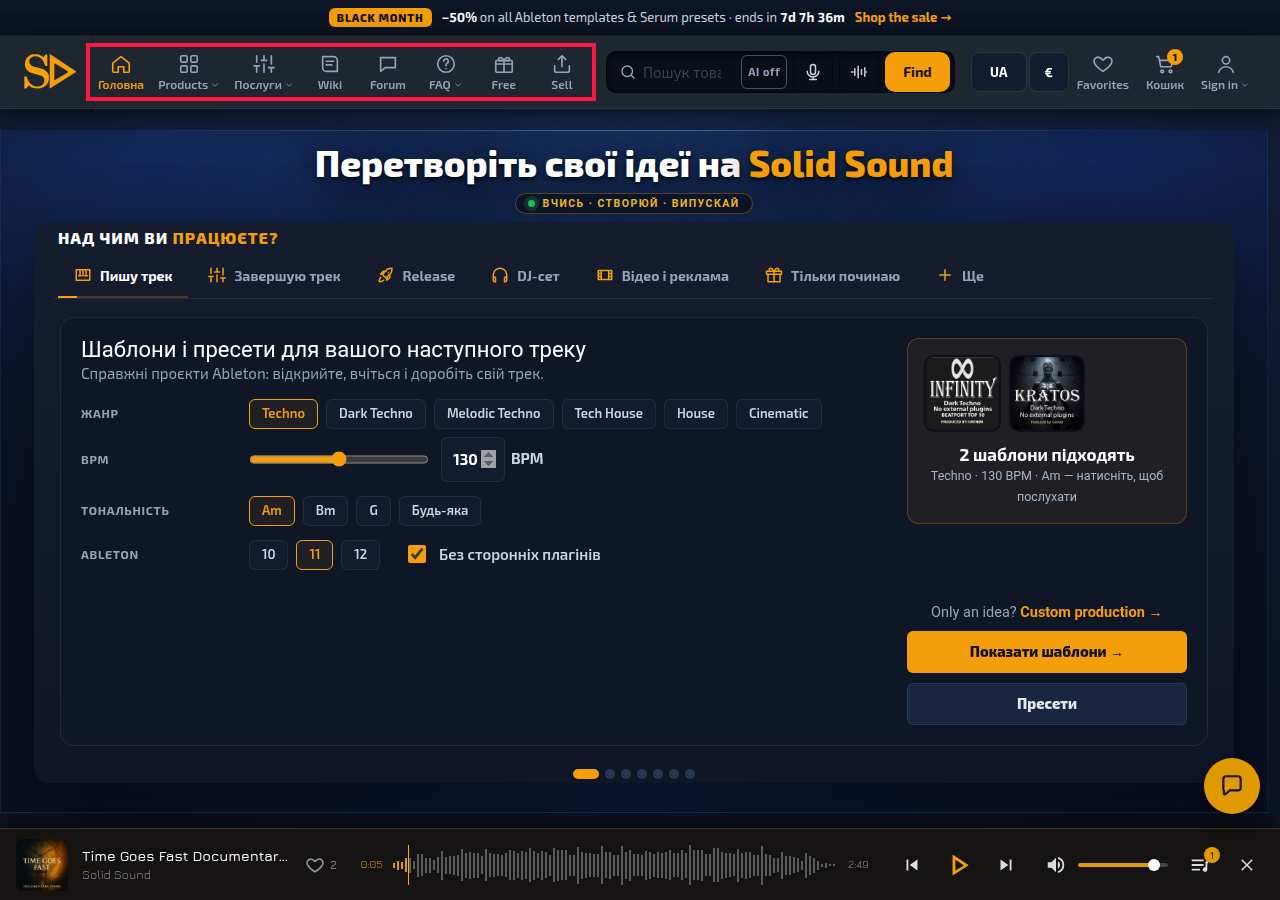 BLACK MONTH −50% on all Ableton templates & Serum presets · ends in 7d 7h 36m Shop the sale →
Головна Products Послуги Wiki Forum FAQ Free Sell
Пошук това AI off Find UA € Favorites 1 Кошик Sign in
Перетворіть свої ідеї на Solid Sound
ВЧИСЬ · СТВОРЮЙ · ВИПУСКАЙ
НАД ЧИМ ВИ ПРАЦЮЄТЕ?
Пишу трек Завершую трек Release DJ-сет Відео і реклама Тільки починаю + Ще
Шаблони і пресети для вашого наступного треку
Справжні проєкти Ableton: відкрийте, вчіться і доробіть свій трек.
ЖАНР Techno Dark Techno Melodic Techno Tech House House Cinematic
BPM 130 BPM
ТОНАЛЬНІСТЬ Am Bm G Будь-яка
ABLETON 10 11 12 Без сторонніх плагінів
INFINITY
Dark Techno
No external plugins
BEATPORT TOP 10
KRATOS
Dark Techno
No external plugins
2 шаблони підходять
Techno · 130 BPM · Am — натисніть, щоб
послухати
Only an idea? Custom production →
Показати шаблони →
Пресети
TIME GOES
FAST
Time Goes Fast Documentar...
Solid Sound
2 0:05 2:49 1